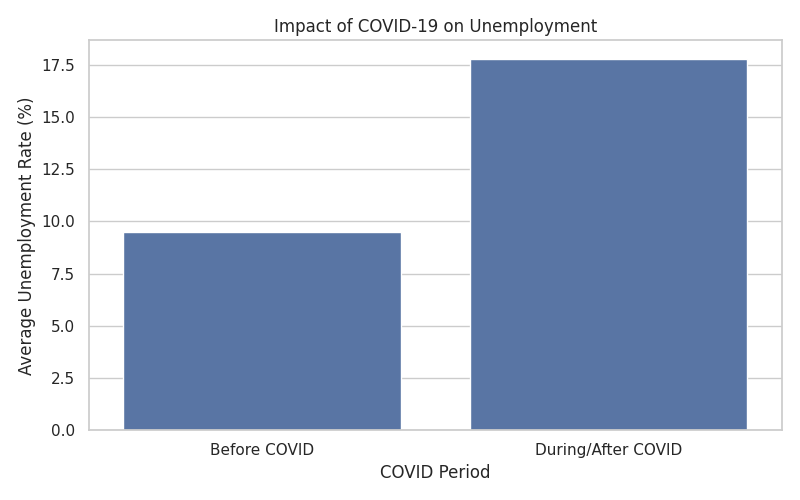 Impact of COVID-19 on Unemployment
Average Unemployment Rate (%)
17.5
15.0
12.5
10.0
7.5
5.0
2.5
0.0
Before COVID
During/After COVID
COVID Period